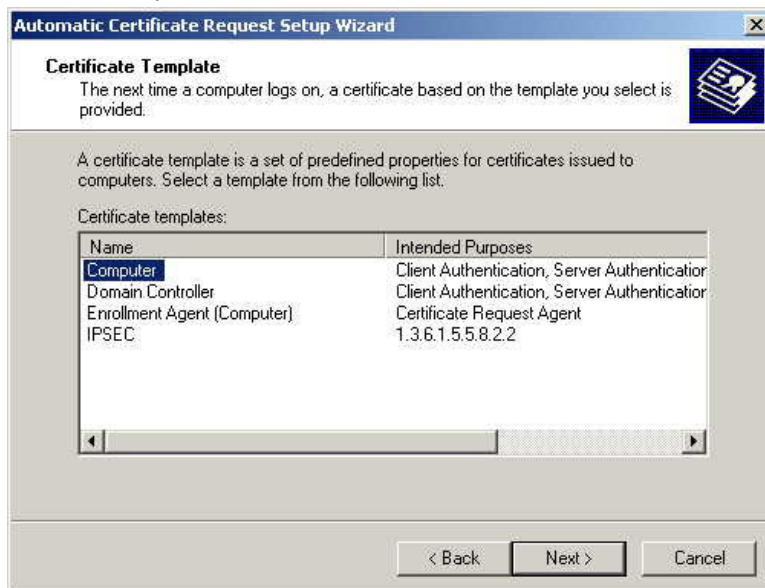 Automatic Certificate Request Setup Wizard
Certificate Template
The next time a computer logs on, a certificate based on the template you select is
provided.
A certificate template is a set of predefined properties for certificates issued to
computers. Select a template from the following list.
Certificate templates:
Name Intended Purposes
Computer Client Authentication, Server Authentication
Domain Controller Client Authentication, Server Authentication
Enrollment Agent (Computer) Certificate Request Agent
IPSEC 1.3.6.1.5.5.8.2.2
< Back Next > Cancel